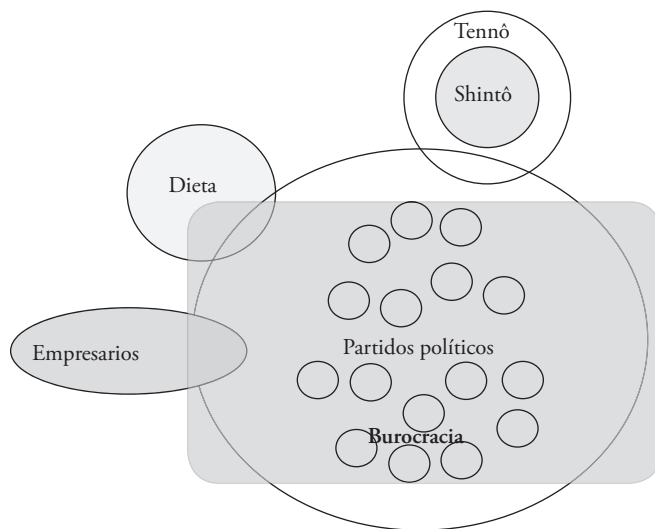 Tennô
Shintô
Dieta
Partidos políticos
Empresarios
Burocracia